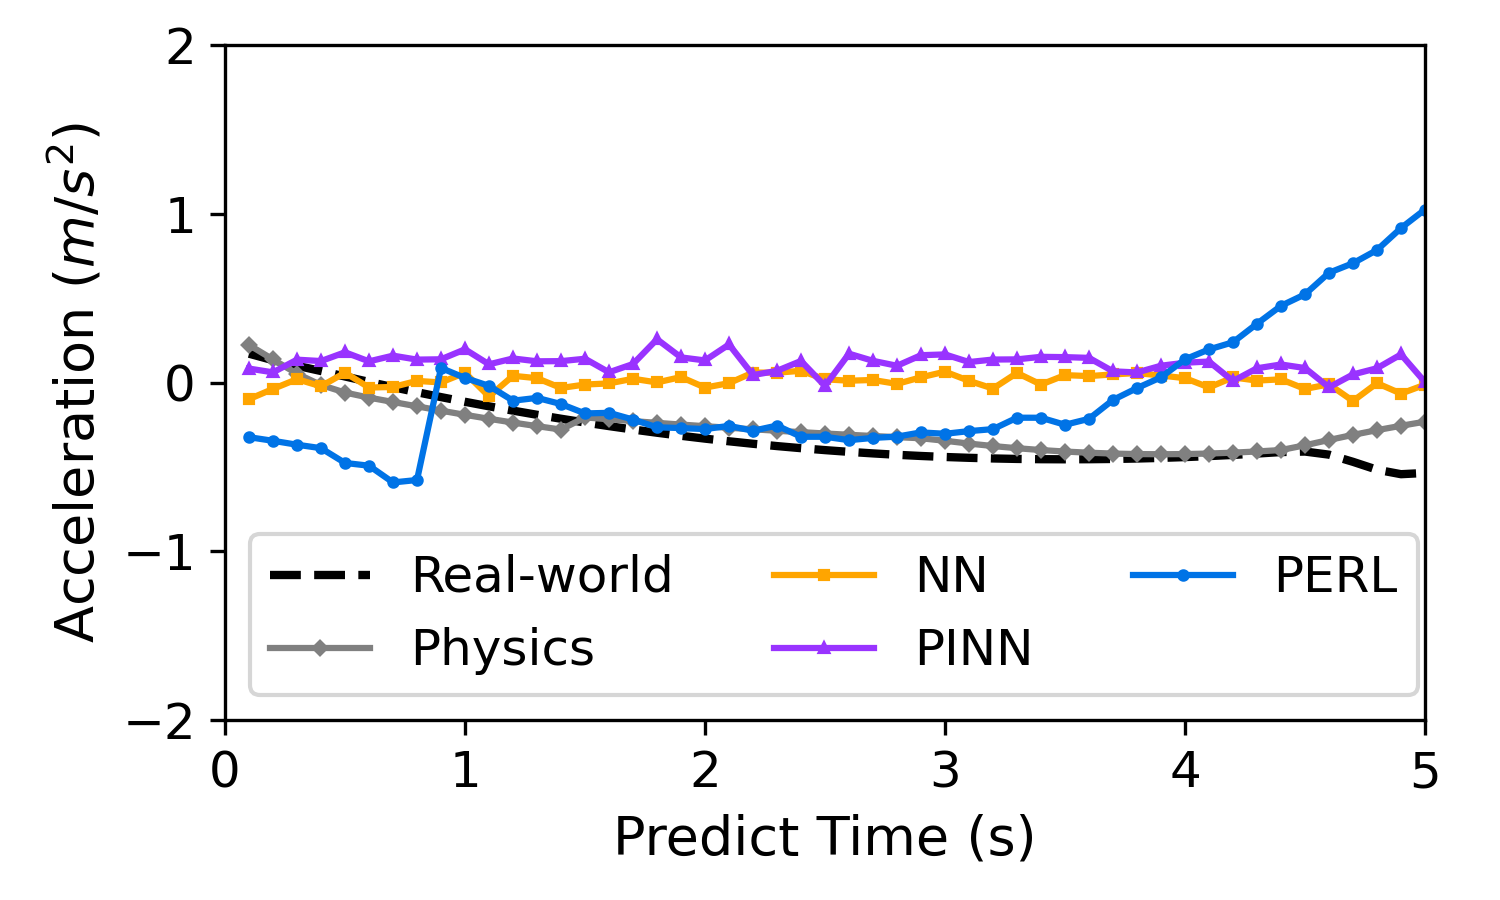 2
1
0
−1
−2
Acceleration (m/s²)
Real-world
Physics
NN
PINN
PERL
0 1 2 3 4 5
Predict Time (s)